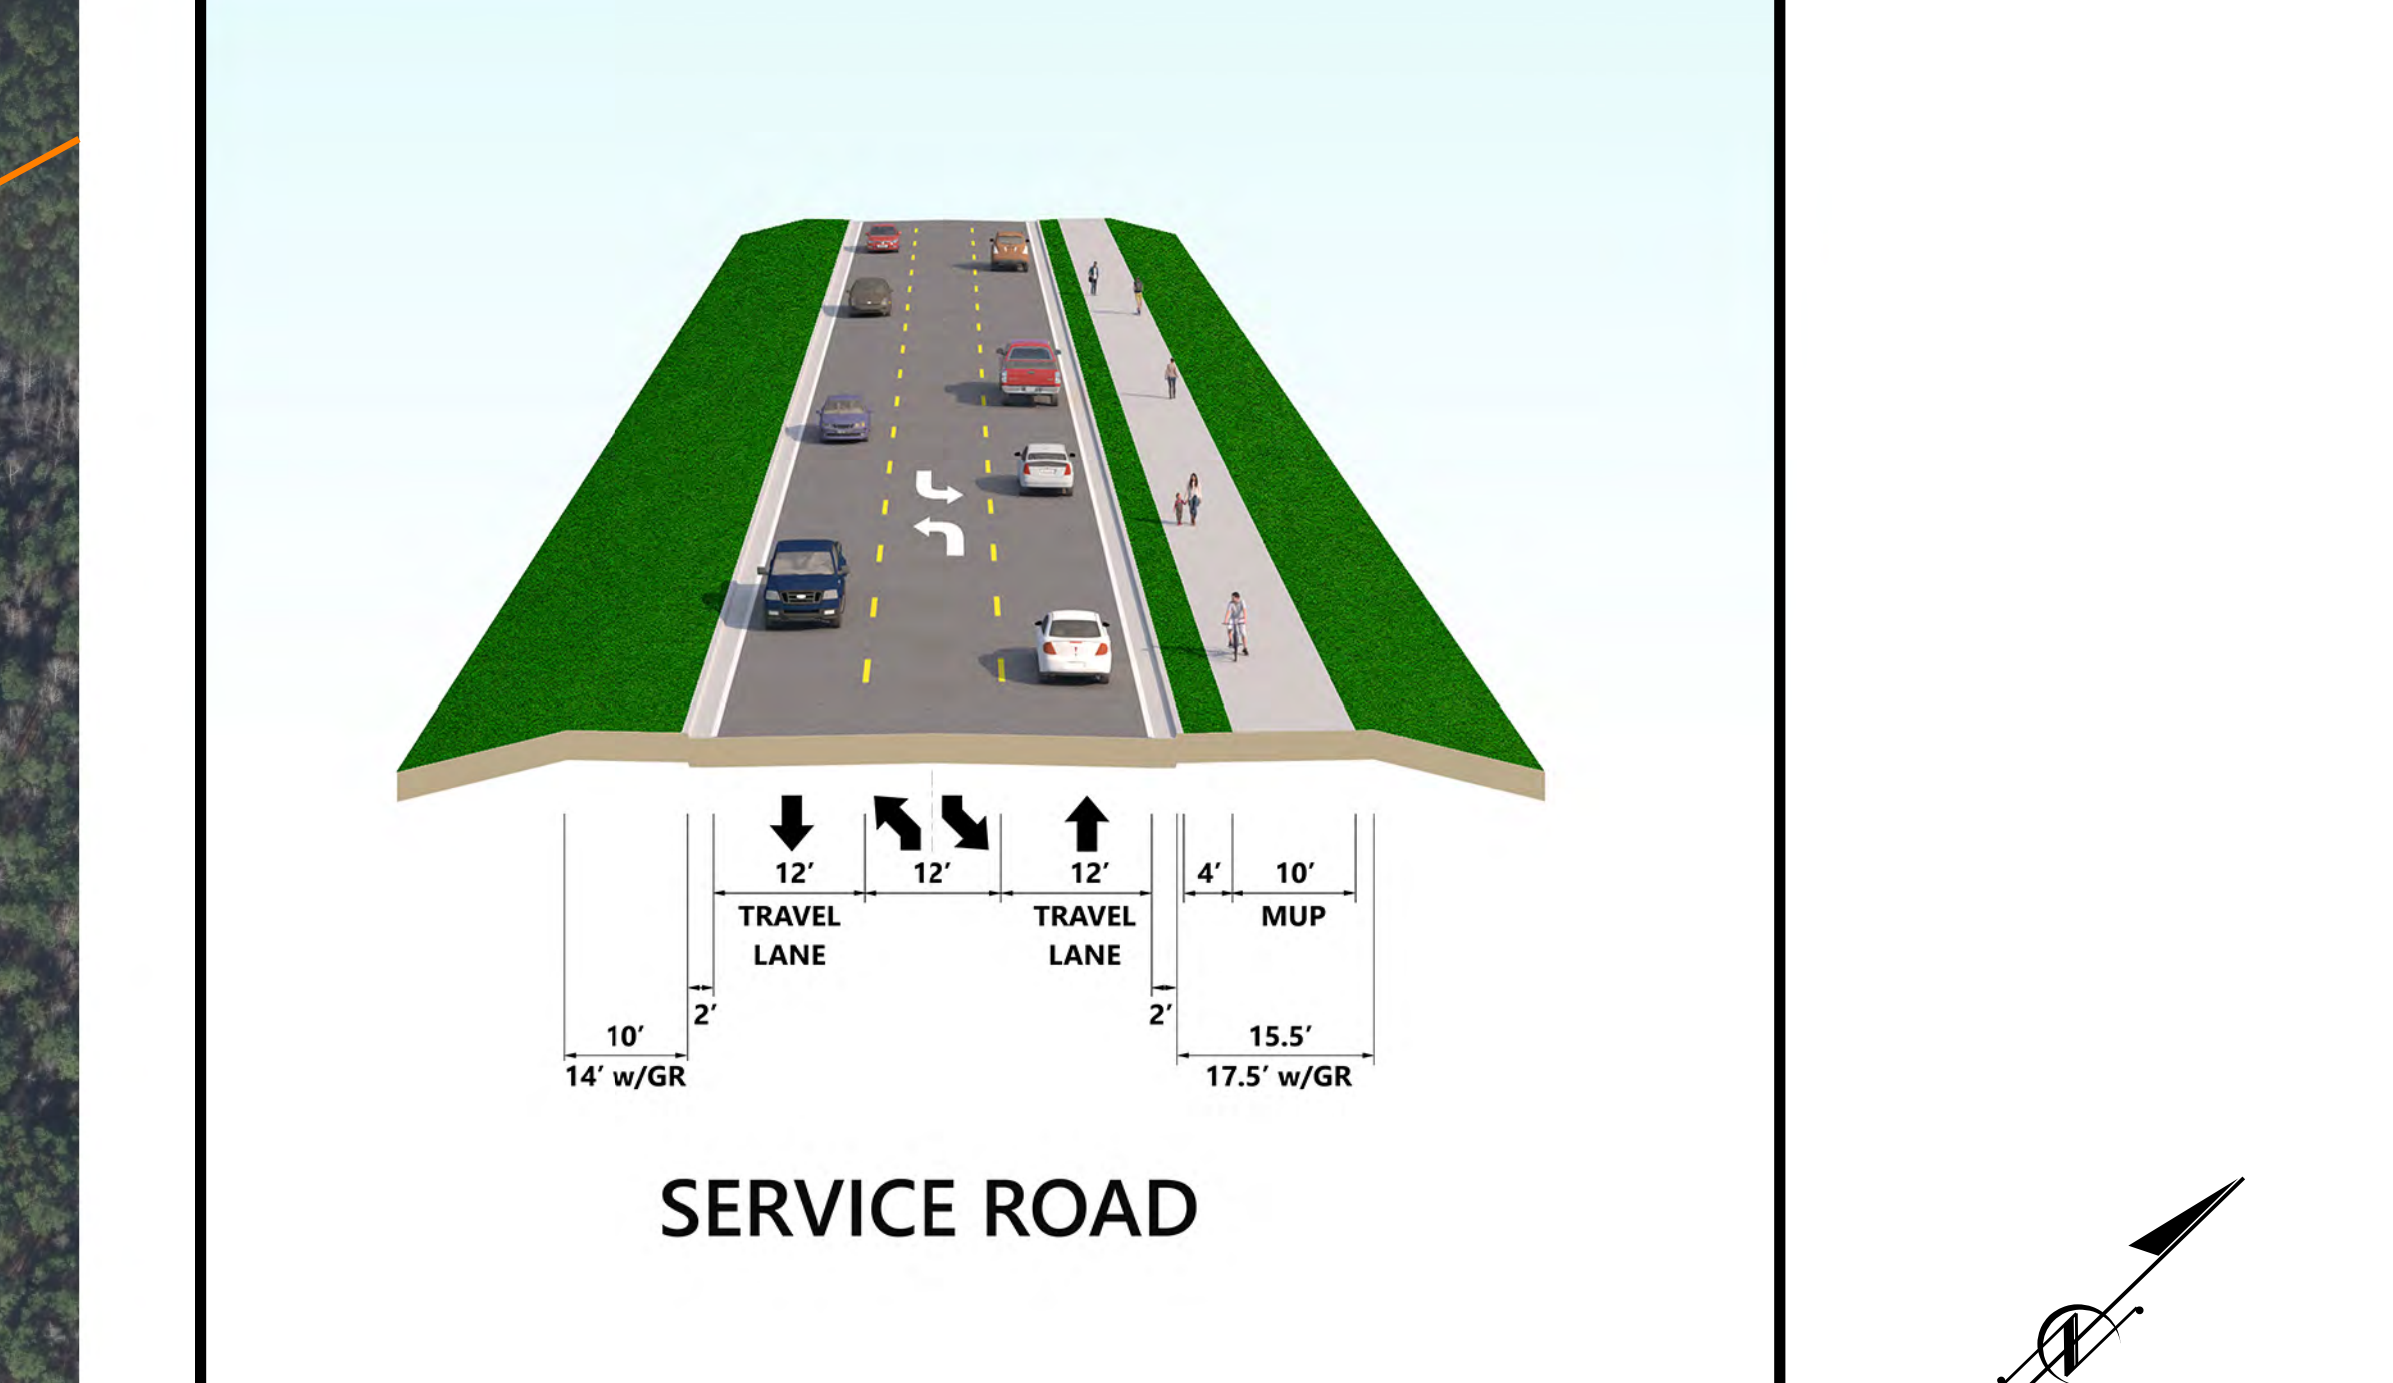 12’ 12’ 12’ 4’ 10’
TRAVEL LANE
TRAVEL LANE
MUP
2’ 2’
10’ 15.5’
14’ w/GR 17.5’ w/GR
SERVICE ROAD
N